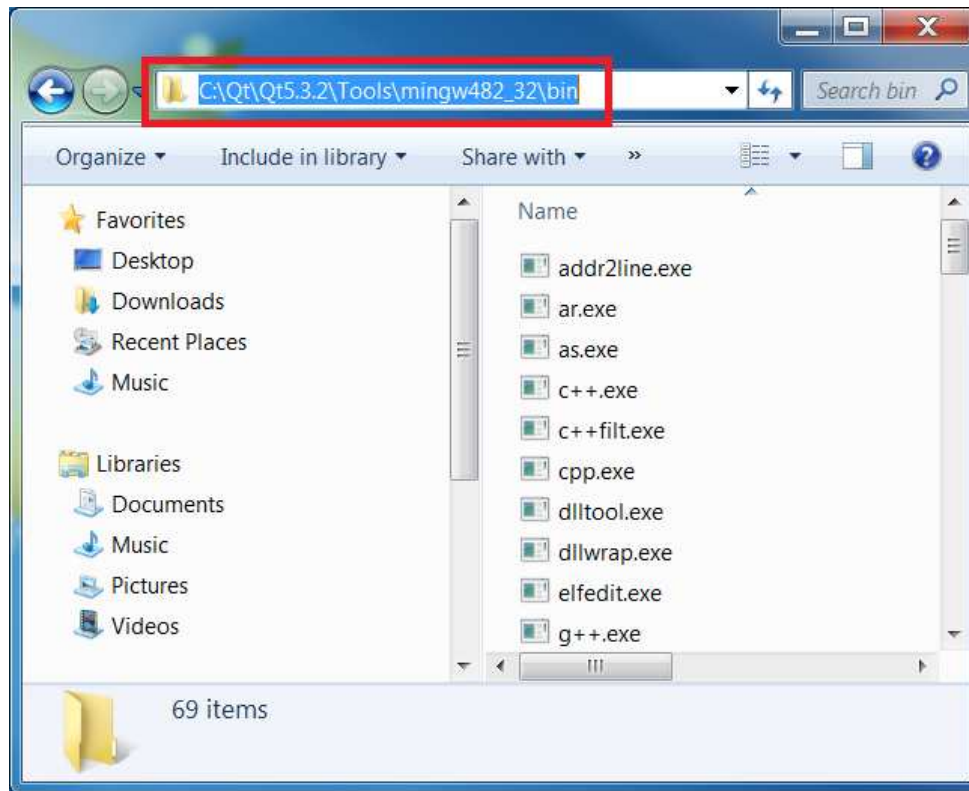 C:\Qt\Qt5.3.2\Tools\mingw482_32\bin
Search bin
Organize Include in library Share with »
Favorites
Desktop
Downloads
Recent Places
Music
Libraries
Documents
Music
Pictures
Videos
Name
addr2line.exe
ar.exe
as.exe
c++.exe
c++filt.exe
cpp.exe
dlltool.exe
dllwrap.exe
elfedit.exe
g++.exe
69 items